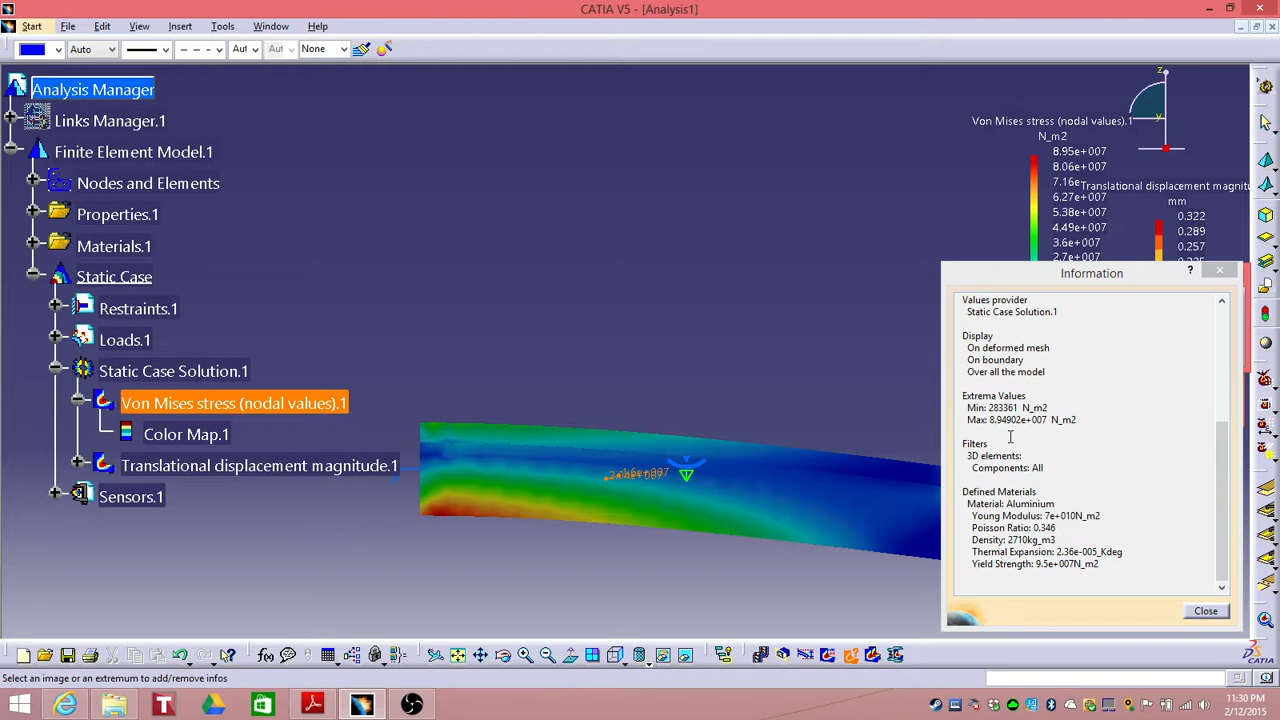 CATIA V5 - [Analysis1]
Start File Edit View Insert Tools Window Help
Auto Aut Aut None
Analysis Manager
Links Manager.1
Finite Element Model.1
Nodes and Elements
Properties.1
Materials.1
Static Case
Restraints.1
Loads.1
Static Case Solution.1
Von Mises stress (nodal values).1
Color Map.1
Translational displacement magnitude.1
Sensors.1
z
y
Von Mises stress (nodal values).1
N_m2
8.95e+007
8.06e+007
7.16e
6.27e+007
5.38e+007
4.49e+007
3.6e+007
2.7e+007
Translational displacement magnitu
mm
0.322
0.289
0.257
Information
? ×
Values provider
Static Case Solution.1
Display
On deformed mesh
On boundary
Over all the model
Extrema Values
Min: 283361 N_m2
Max: 8.94902e+007 N_m2
Filters
3D elements:
Components: All
Defined Materials
Material: Aluminium
Young Modulus: 7e+010N_m2
Poisson Ratio: 0.346
Density: 2710kg_m3
Thermal Expansion: 2.36e-005_Kdeg
Yield Strength: 9.5e+007N_m2
Close
f(x)
DS
CATIA
Select an image or an extremum to add/remove infos
11:30 PM
2/12/2015